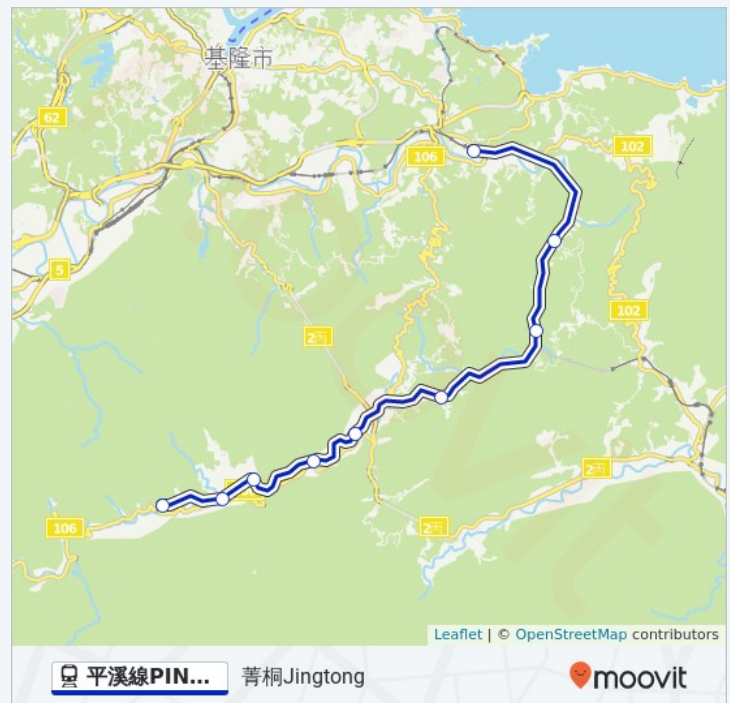 基隆市
62
102
106
5
102
2丙
2丙
106
2丙
Leaflet | © OpenStreetMap contributors
平溪線PIN... 菁桐Jingtong moovit